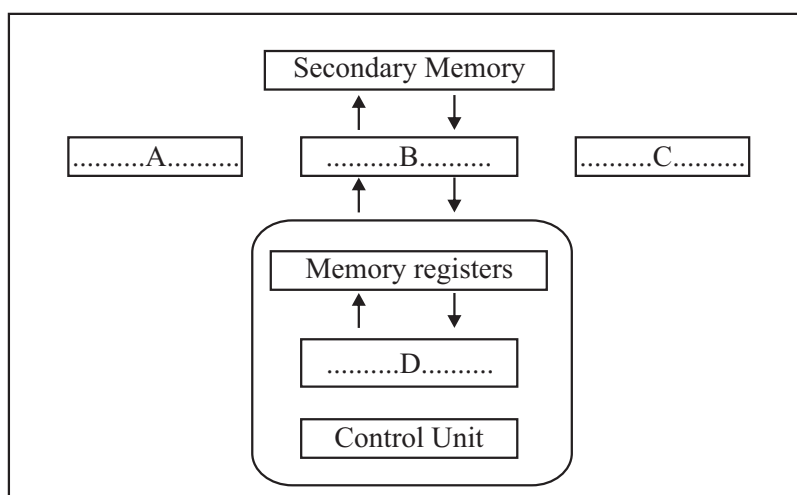 Secondary Memory
..........A.......... ..........B.......... ..........C..........
Memory registers
..........D..........
Control Unit